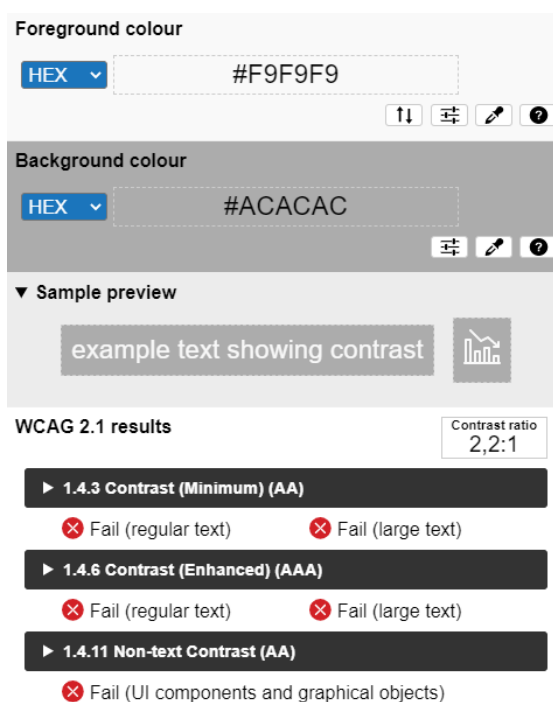 Foreground colour
HEX #F9F9F9
Background colour
HEX #ACACAC
▼ Sample preview
example text showing contrast
WCAG 2.1 results
Contrast ratio
2,2:1
▶ 1.4.3 Contrast (Minimum) (AA)
Fail (regular text) Fail (large text)
▶ 1.4.6 Contrast (Enhanced) (AAA)
Fail (regular text) Fail (large text)
▶ 1.4.11 Non-text Contrast (AA)
Fail (UI components and graphical objects)